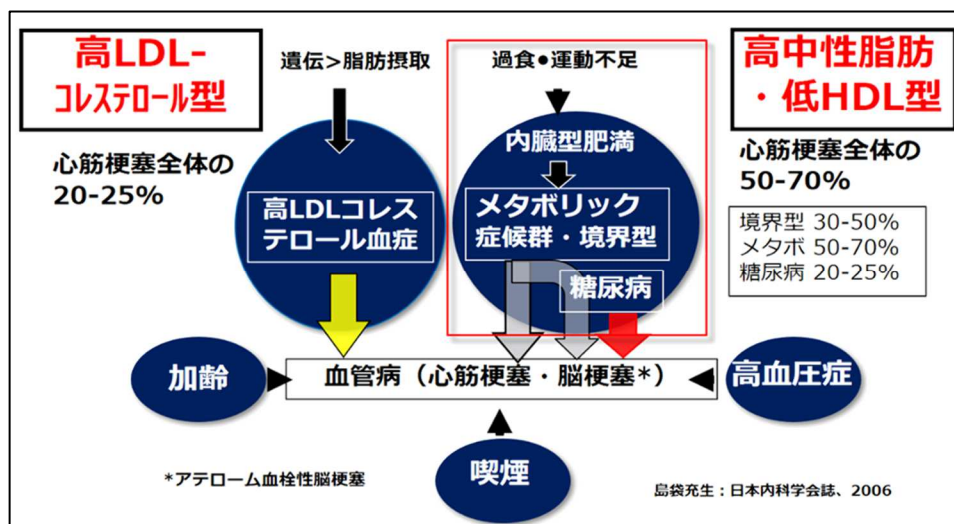 高LDL-
コレステロール型
心筋梗塞全体の
20-25%
遺伝>脂肪摂取
高LDLコレス
テロール血症
過食●運動不足
内臓型肥満
メタボリック
症候群・境界型
糖尿病
高中性脂肪
・低HDL型
心筋梗塞全体の
50-70%
境界型 30-50%
メタボ 50-70%
糖尿病 20-25%
加齢
血管病（心筋梗塞・脳梗塞*）
高血圧症
喫煙
*アテローム血栓性脳梗塞
島袋充生：日本内科学会誌、2006